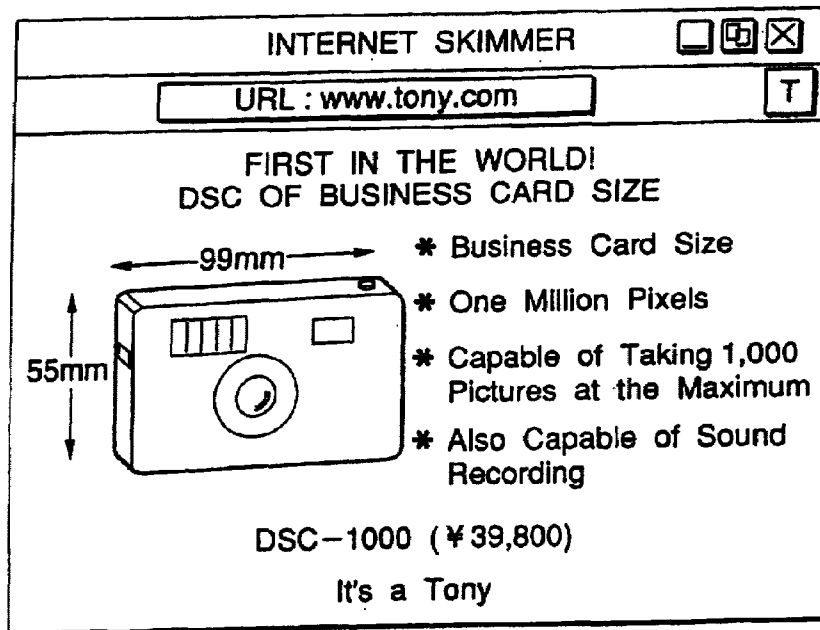 INTERNET SKIMMER
URL : www.tony.com
T
FIRST IN THE WORLD!
DSC OF BUSINESS CARD SIZE
99mm
55mm
* Business Card Size
* One Million Pixels
* Capable of Taking 1,000
Pictures at the Maximum
* Also Capable of Sound
Recording
DSC-1000 (¥39,800)
It's a Tony